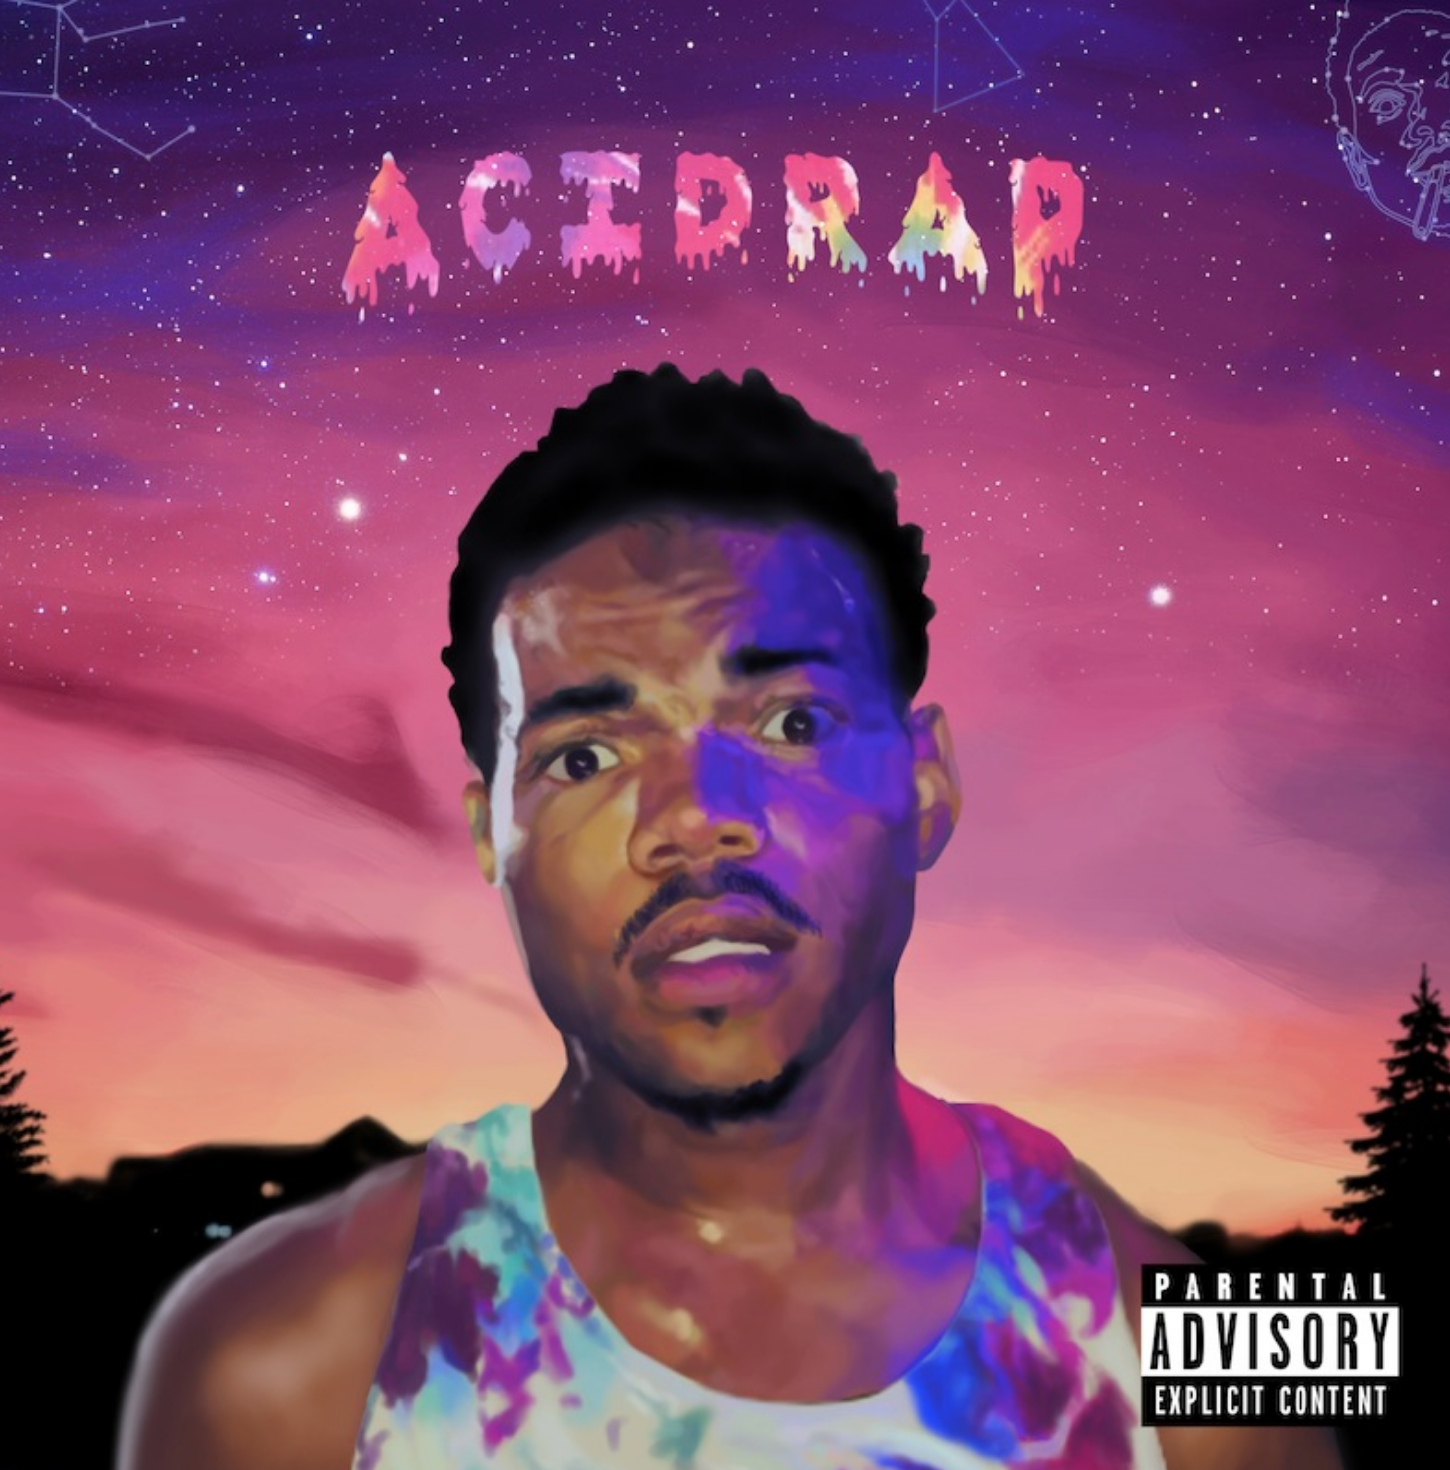 ACIDRAP
PARENTAL
ADVISORY
EXPLICIT CONTENT